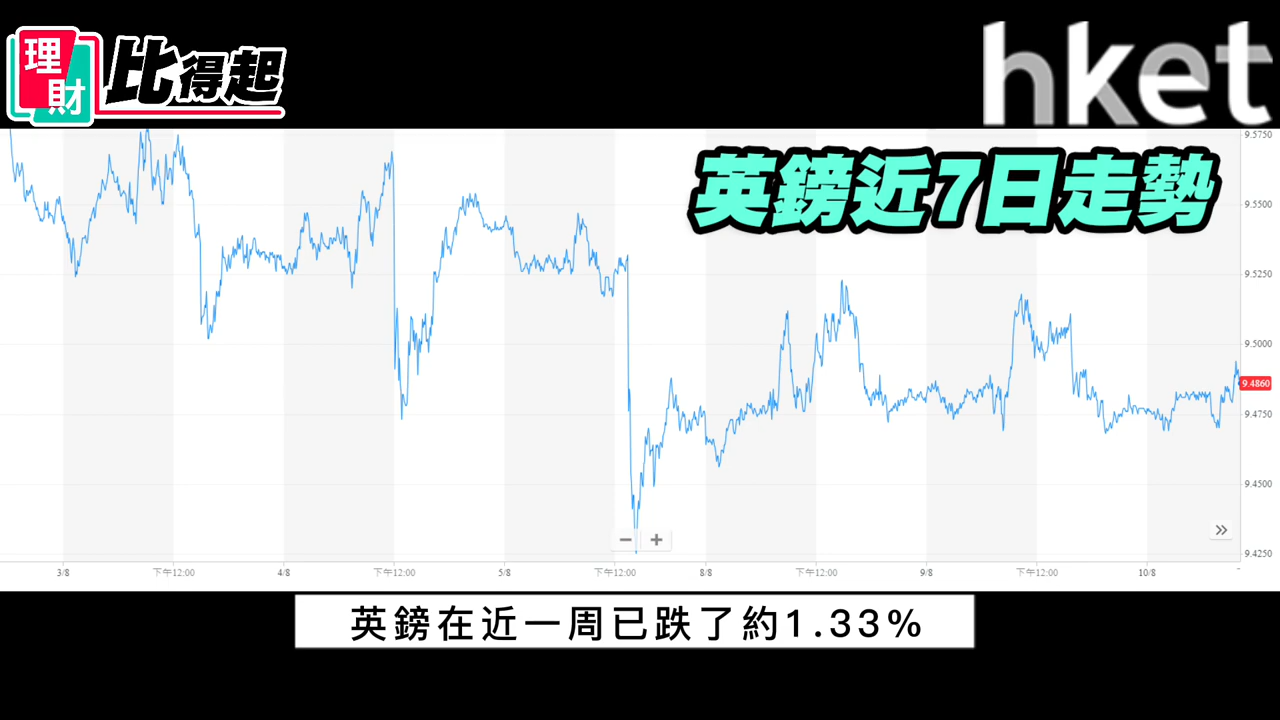 理財
比得起
hket
英鎊近7日走勢
9.5750
9.5500
9.5250
9.5000
9.4860
9.4750
9.4500
9.4250
3/8
下午12:00
4/8
下午12:00
5/8
下午12:00
8/8
下午12:00
9/8
下午12:00
10/8
英鎊在近一周已跌了約1.33%